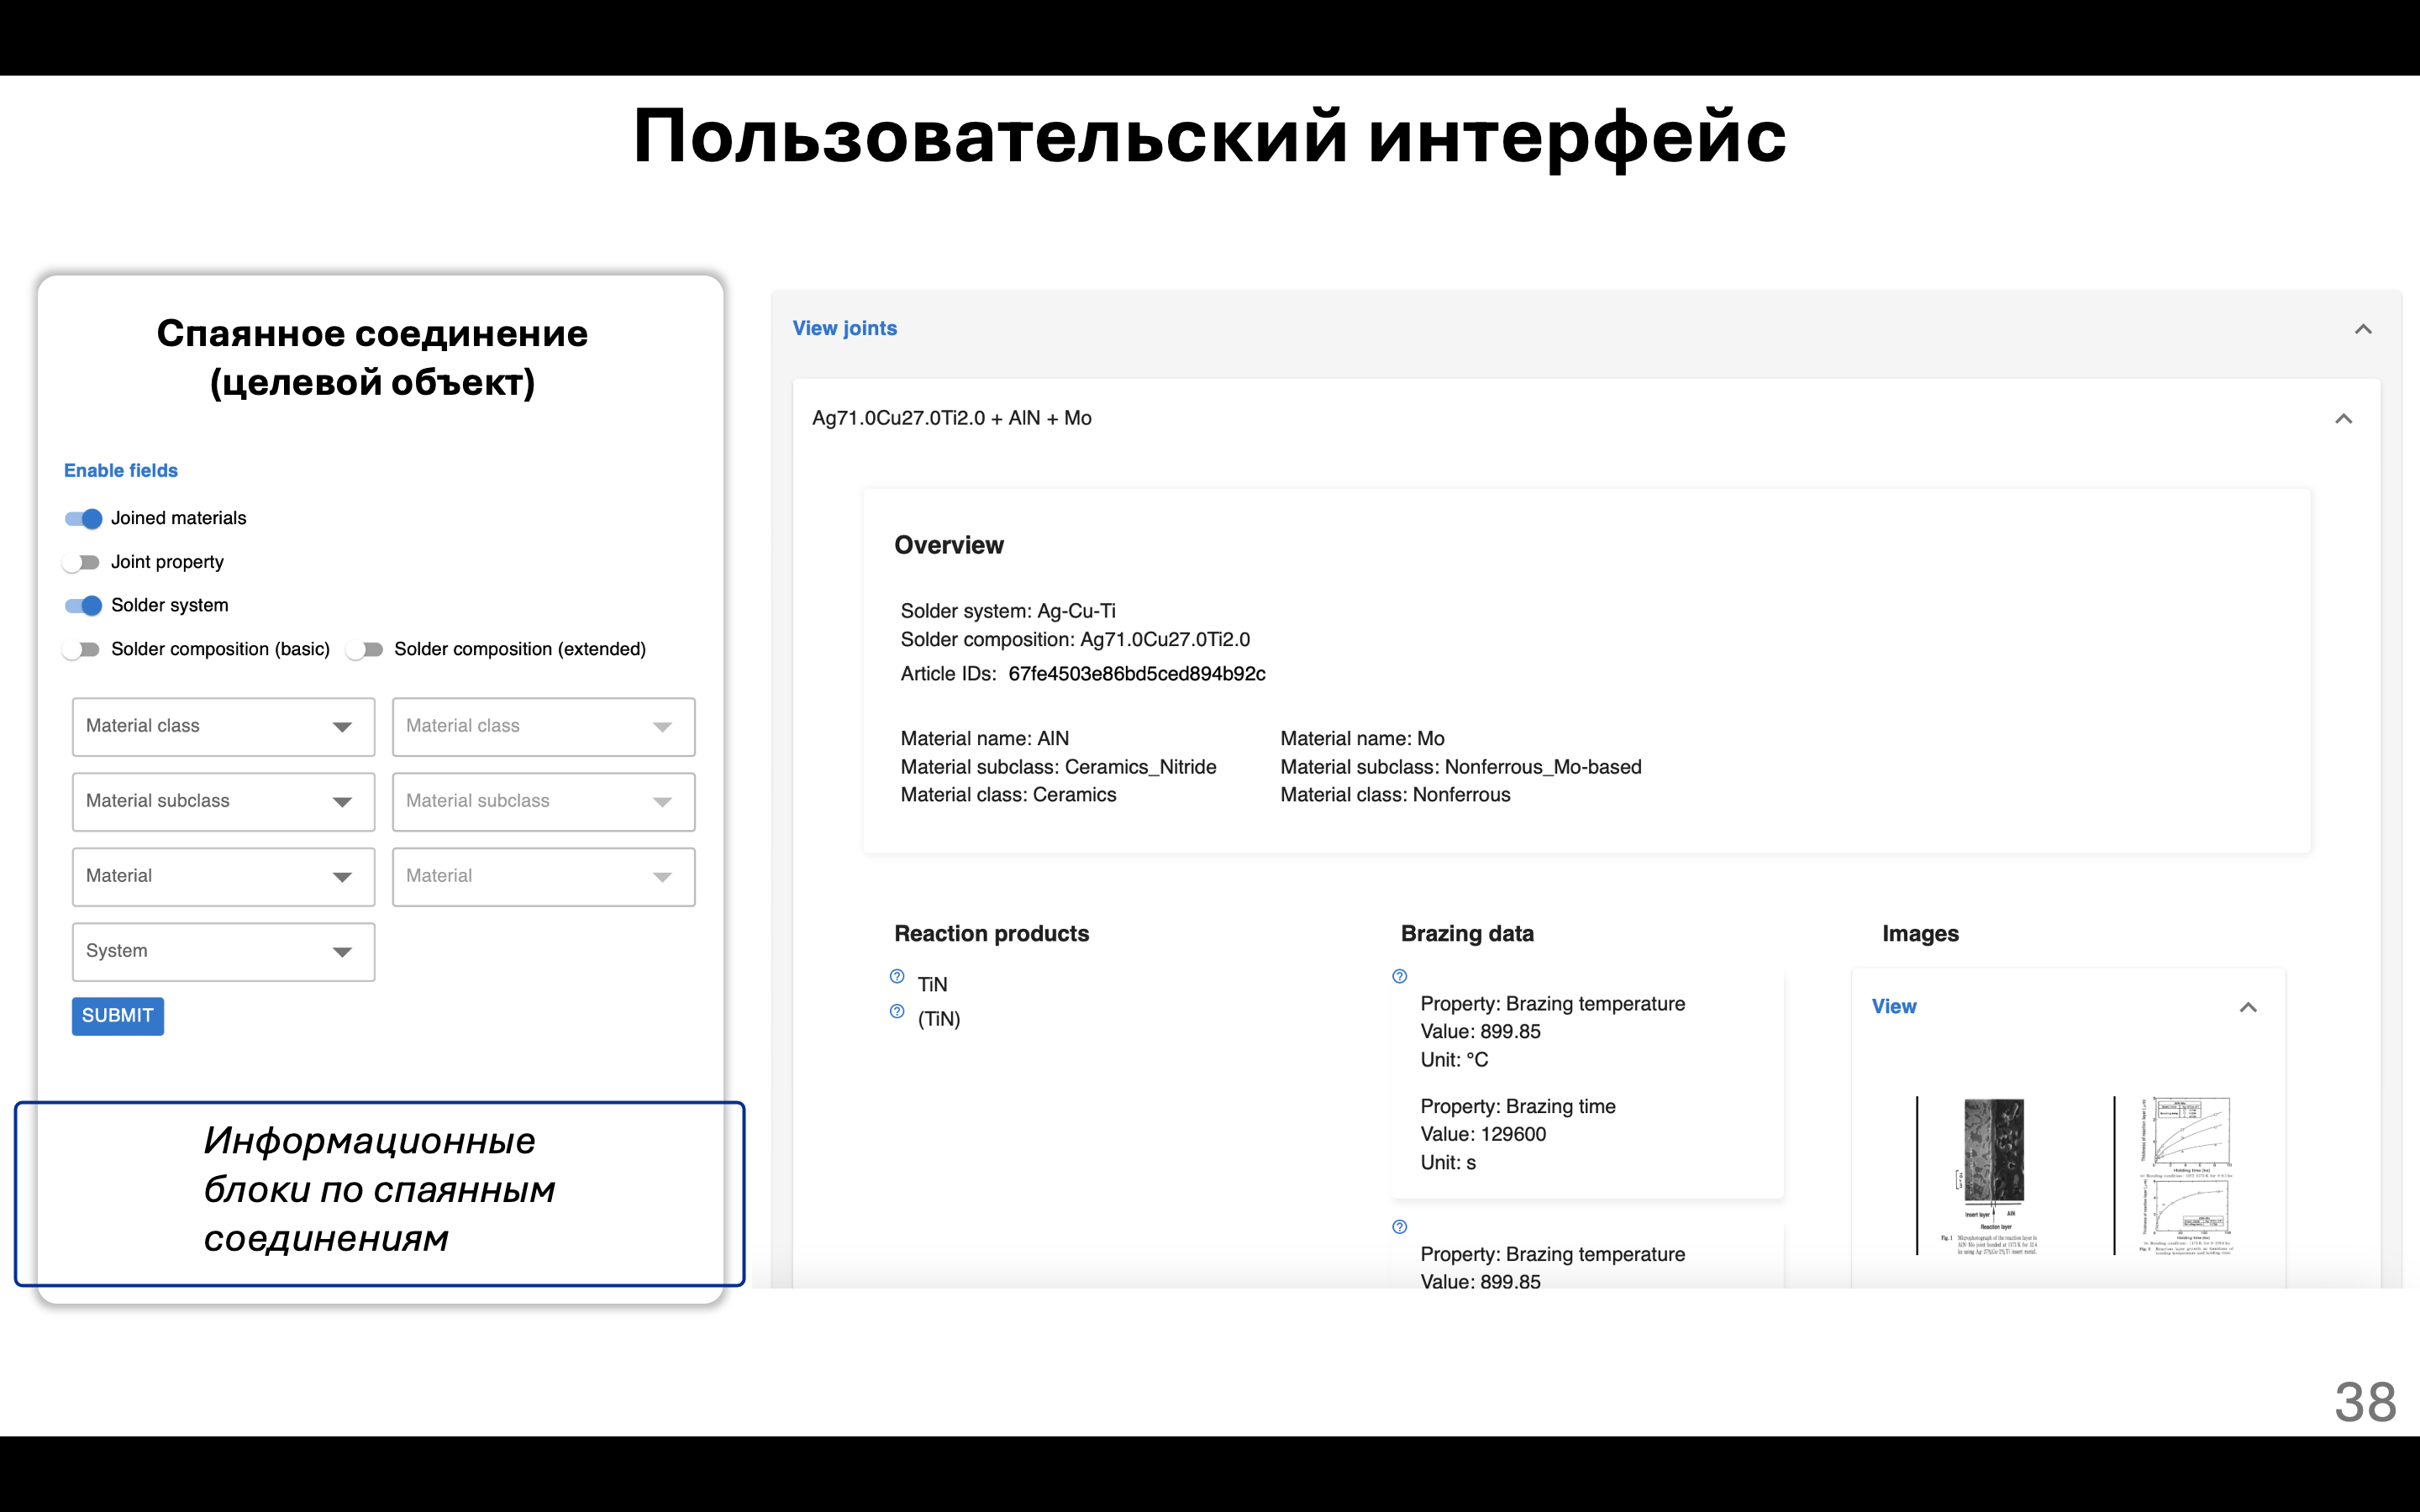 Пользовательский интерфейс
Спаянное соединение
(целевой объект)
Enable fields
Joined materials
Joint property
Solder system
Solder composition (basic) Solder composition (extended)
Material class Material class
Material subclass Material subclass
Material Material
System
SUBMIT
Информационные
блоки по спаянным
соединениям
View joints
Ag71.0Cu27.0Ti2.0 + AlN + Mo
Overview
Solder system: Ag-Cu-Ti
Solder composition: Ag71.0Cu27.0Ti2.0
Article IDs: 67fe4503e86bd5ced894b92c
Material name: AlN
Material subclass: Ceramics_Nitride
Material class: Ceramics
Material name: Mo
Material subclass: Nonferrous_Mo-based
Material class: Nonferrous
Reaction products
TiN
(TiN)
Brazing data
Property: Brazing temperature
Value: 899.85
Unit: °C
Property: Brazing time
Value: 129600
Unit: s
Property: Brazing temperature
Value: 899.85
Images
View
Insert layer AlN
Reaction layer
38